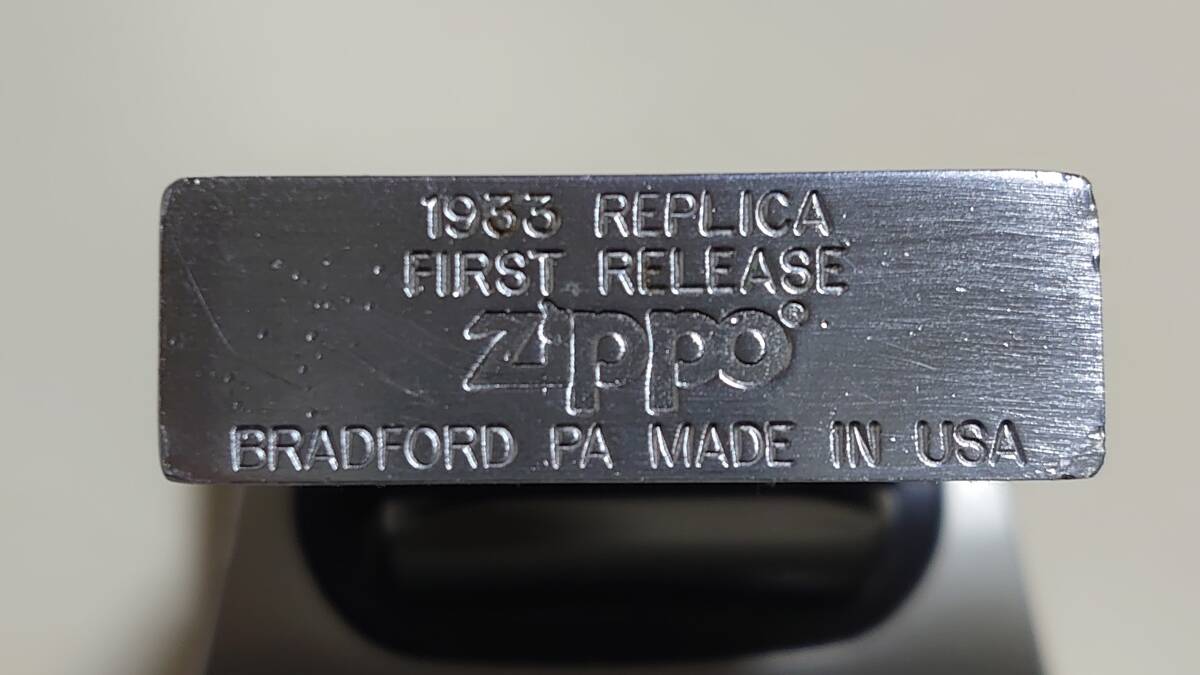 1933 REPLICA
FIRST RELEASE
Zippo®
BRADFORD PA MADE IN USA